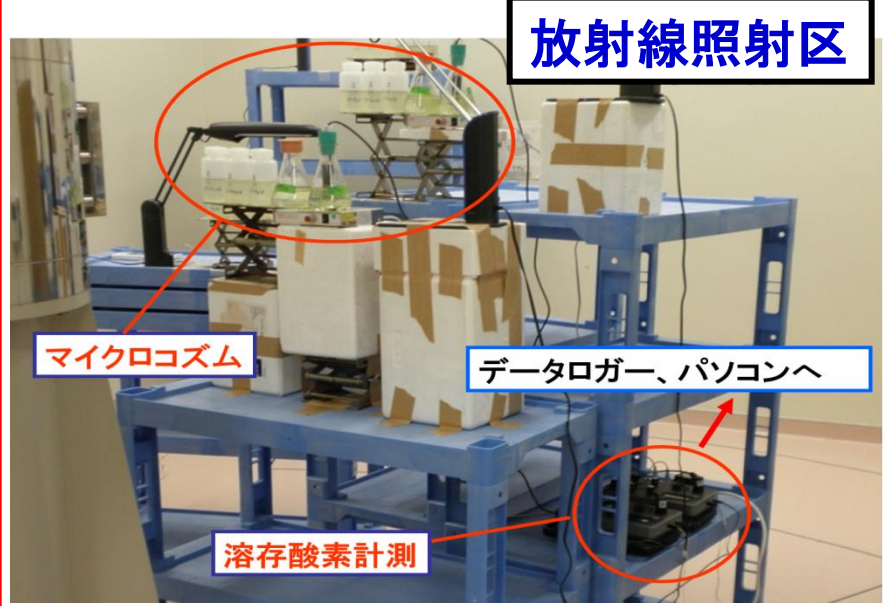 放射線照射区
マイクロコズム
データロガー、パソコンへ
溶存酸素計測